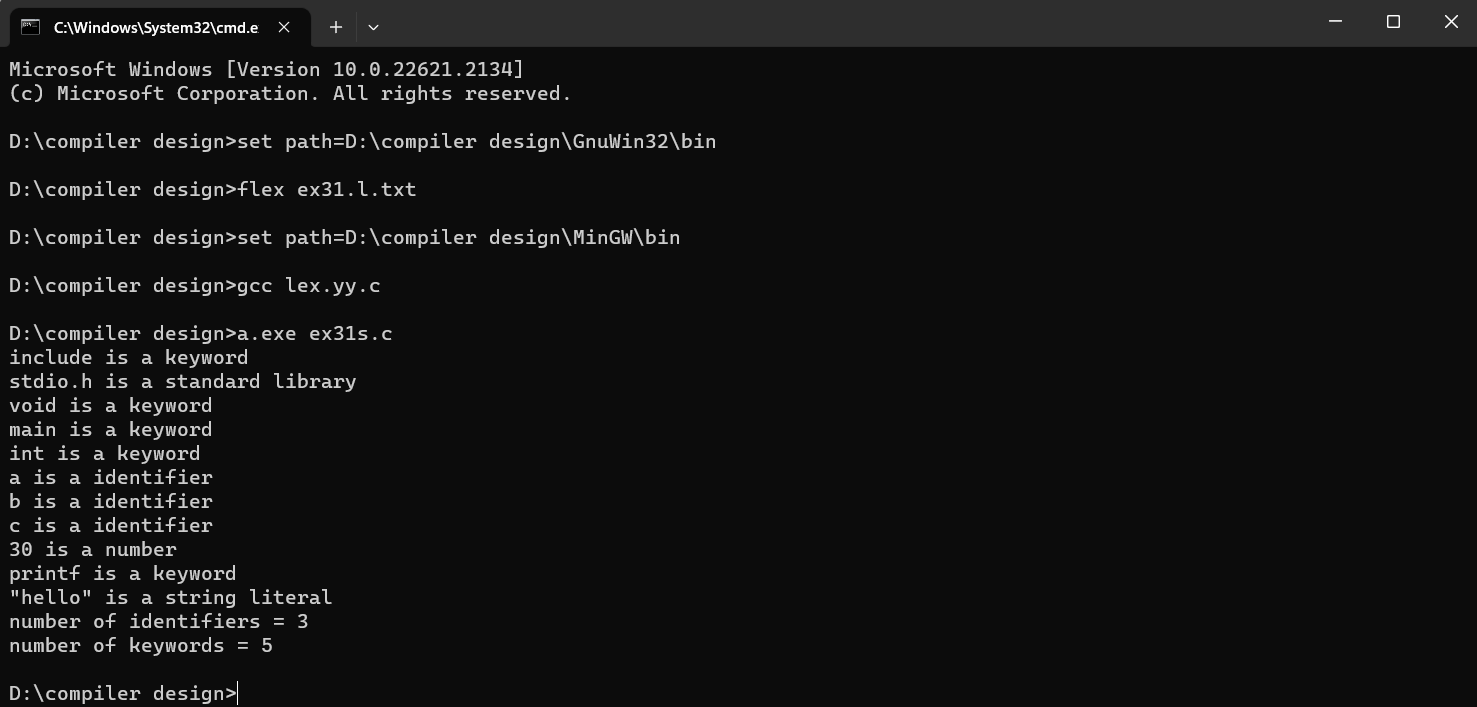 C:\Windows\System32\cmd.e
Microsoft Windows [Version 10.0.22621.2134]
(c) Microsoft Corporation. All rights reserved.
D:\compiler design>set path=D:\compiler design\GnuWin32\bin
D:\compiler design>flex ex31.l.txt
D:\compiler design>set path=D:\compiler design\MinGW\bin
D:\compiler design>gcc lex.yy.c
D:\compiler design>a.exe ex31s.c
include is a keyword
stdio.h is a standard library
void is a keyword
main is a keyword
int is a keyword
a is a identifier
b is a identifier
c is a identifier
30 is a number
printf is a keyword
"hello" is a string literal
number of identifiers = 3
number of keywords = 5
D:\compiler design>